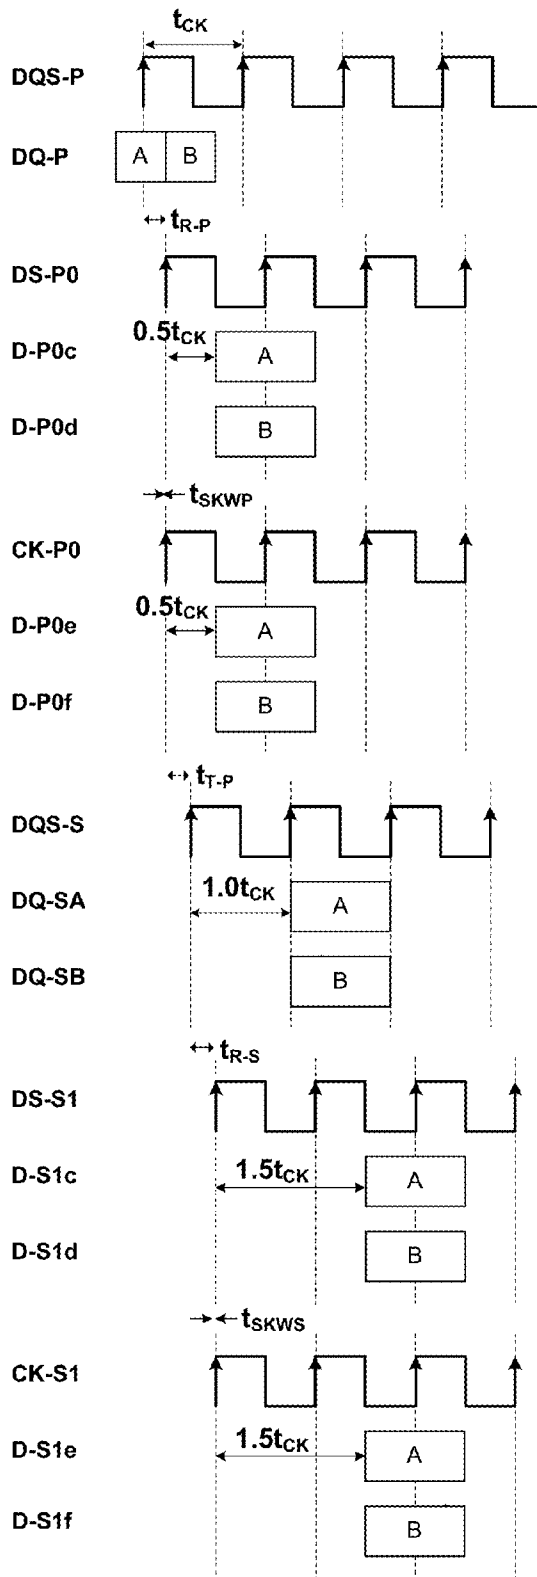 tCK
DQS-P
DQ-P A B
tR-P
DS-P0
0.5tCK
D-P0c A
D-P0d B
tSKWP
CK-P0
0.5tCK
D-P0e A
D-P0f B
tT-P
DQS-S
1.0tCK
DQ-SA A
DQ-SB B
tR-S
DS-S1
1.5tCK
D-S1c A
D-S1d B
tSKWS
CK-S1
1.5tCK
D-S1e A
D-S1f B